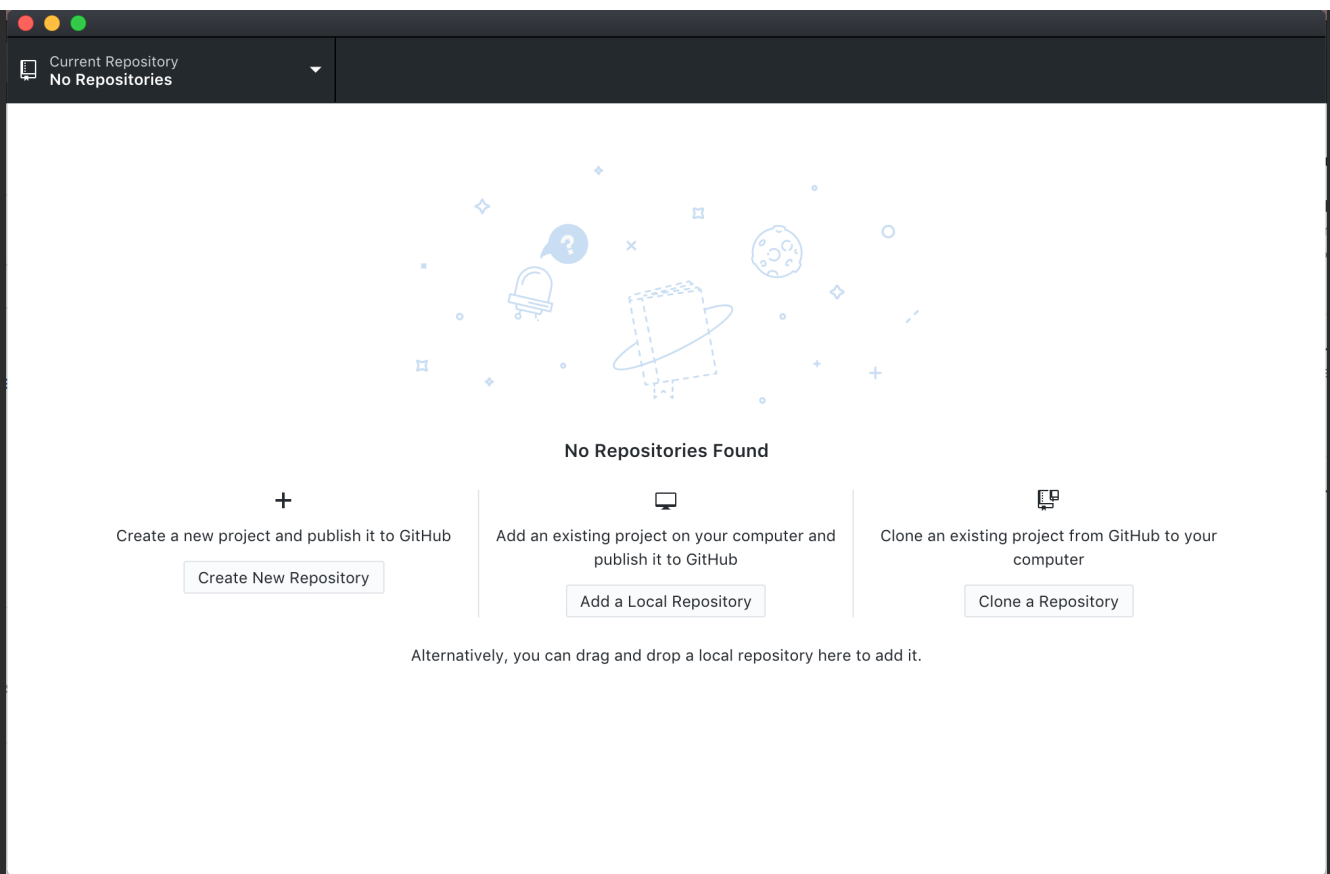 Current Repository
No Repositories
?
No Repositories Found
Create a new project and publish it to GitHub
Create New Repository
Add an existing project on your computer and
publish it to GitHub
Add a Local Repository
Clone an existing project from GitHub to your
computer
Clone a Repository
Alternatively, you can drag and drop a local repository here to add it.